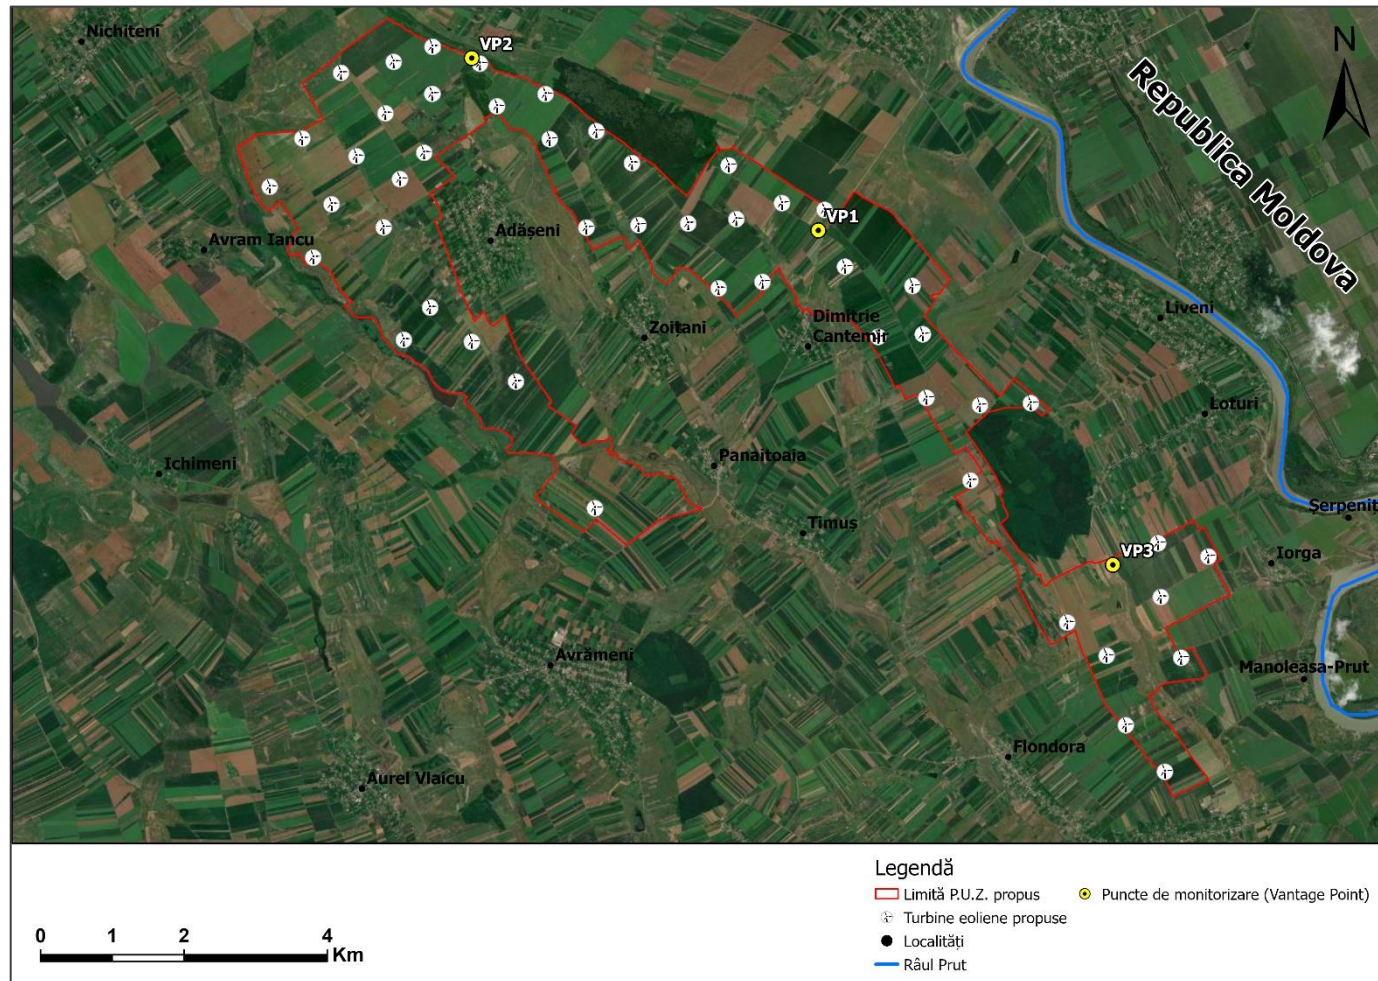 Nichiteni
VP2
N
Republica Moldova
VP1
Avram Iancu
Adășeni
Zoițani
Dimitrie
Cantemir
Liveni
Loturi
Ichimeni
Panaitoaia
Timuș
Șerpeniț
VP3
Iorga
Avrămeni
Manoleasa-Prut
Flondora
Aurel Vlaicu
Legendă
Limită P.U.Z. propus
Puncte de monitorizare (Vantage Point)
Turbine eoliene propuse
Localități
Râul Prut
0 1 2 4
Km